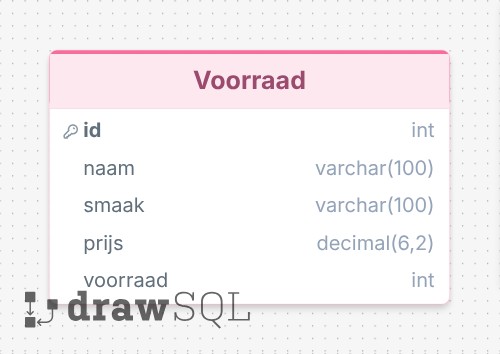 Voorraad
id int
naam varchar(100)
smaak varchar(100)
prijs decimal(6,2)
voorraad int
drawSQL